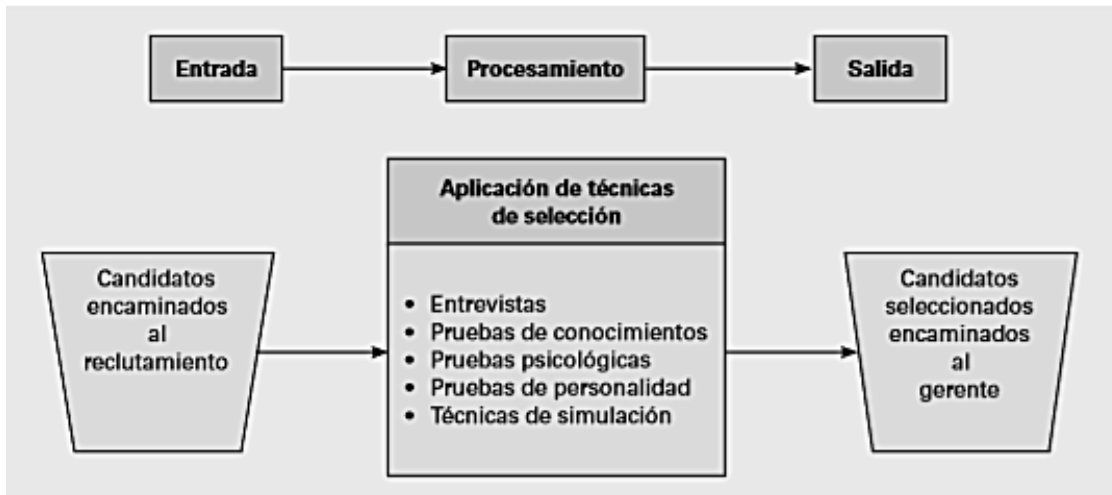 Entrada
Procesamiento
Salida
Aplicación de técnicas
de selección
Candidatos
encaminados
al
reclutamiento
• Entrevistas
• Pruebas de conocimientos
• Pruebas psicológicas
• Pruebas de personalidad
• Técnicas de simulación
Candidatos
seleccionados
encaminados
al
gerente